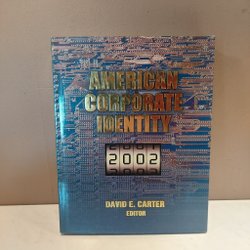 AMERICAN
CORPORATE
IDENTITY
2002
DAVID E. CARTER
EDITOR